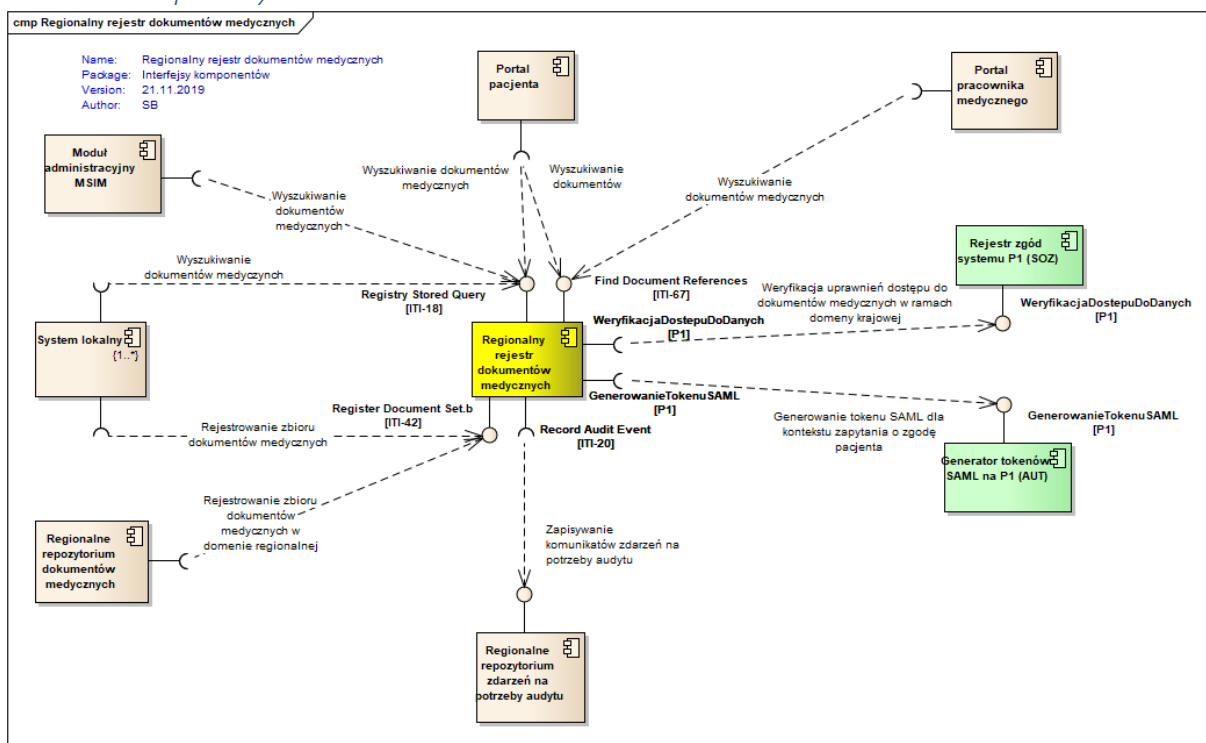 cmp Regionalny rejestr dokumentów medycznych
Name: Regionalny rejestr dokumentów medycznych
Package: Interfejsy komponentów
Version: 21.11.2019
Author: SB
Portal
pacjenta
Portal
pracownika
medycznego
Moduł
administracyjny
MSIM
Wyszukiwanie
dokumentów
medycznych
Wyszukiwanie dokumentów
medycznych
Wyszukiwanie
dokumentów
Wyszukiwanie
dokumentów medycznych
Wyszukiwanie
dokumentów medycznych
Rejestr zgód
systemu P1 (SOZ)
Registry Stored Query
[ITI-18]
Find Document References
[ITI-67]
Weryfikacja uprawnień dostępu do
dokumentów medycznych w ramach
domeny krajowej
WeryfikacjaDostepuDoDanych
[P1]
WeryfikacjaDostepuDoDanych
[P1]
System lokalny
{1..*}
Regionalny
rejestr
dokumentów
medycznych
GenerowanieTokenuSAML
[P1]
Generowanie tokenu SAML dla
kontekstu zapytania o zgodę
pacjenta
GenerowanieTokenuSAML
[P1]
Register Document Set.b
[ITI-42]
Rejestrowanie zbioru
dokumentów medycznych
Record Audit Event
[ITI-20]
Generator tokenów
SAML na P1 (AUT)
Rejestrowanie zbioru
dokumentów
medycznych w
domenie regionalnej
Regionalne
repozytorium
dokumentów
medycznych
Zapisywanie
komunikatów zdarzeń na
potrzeby audytu
Regionalne
repozytorium
zdarzeń na
potrzeby audytu